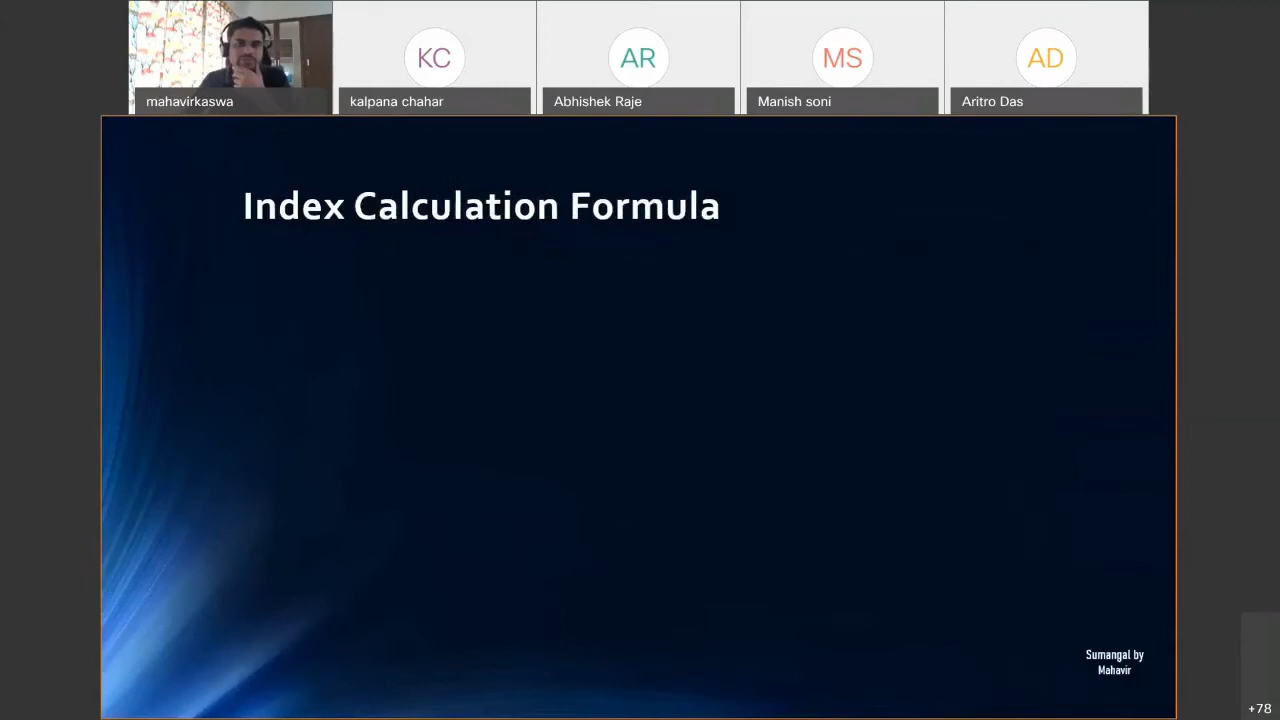 KC
AR
MS
AD
mahavirkaswa
kalpana chahar
Abhishek Raje
Manish soni
Aritro Das
Index Calculation Formula
Sumangal by
Mahavir
+78